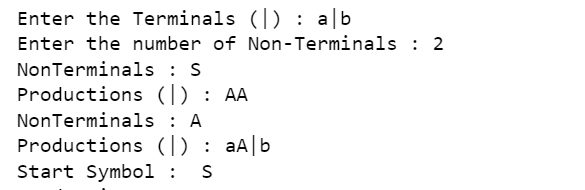 Enter the Terminals (|) : a|b
Enter the number of Non-Terminals : 2
NonTerminals : S
Productions (|) : AA
NonTerminals : A
Productions (|) : aA|b
Start Symbol :  S